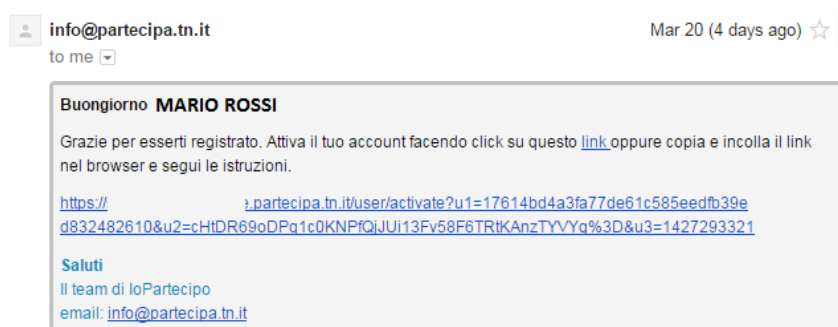 info@partecipa.tn.it Mar 20 (4 days ago)
to me
Buongiorno MARIO ROSSI
Grazie per esserti registrato. Attiva il tuo account facendo click su questo link oppure copia e incolla il link
nel browser e segui le istruzioni.
https:// .partecipa.tn.it/user/activate?u1=17614bd4a3fa77de61c585eedfb39e
d832482610&u2=cHtDR69oDPq1c0KNPfQjJUi13Fv58F6TRtKAnzTYVYg%3D&u3=1427293321
Saluti
Il team di IoPartecipo
email: info@partecipa.tn.it